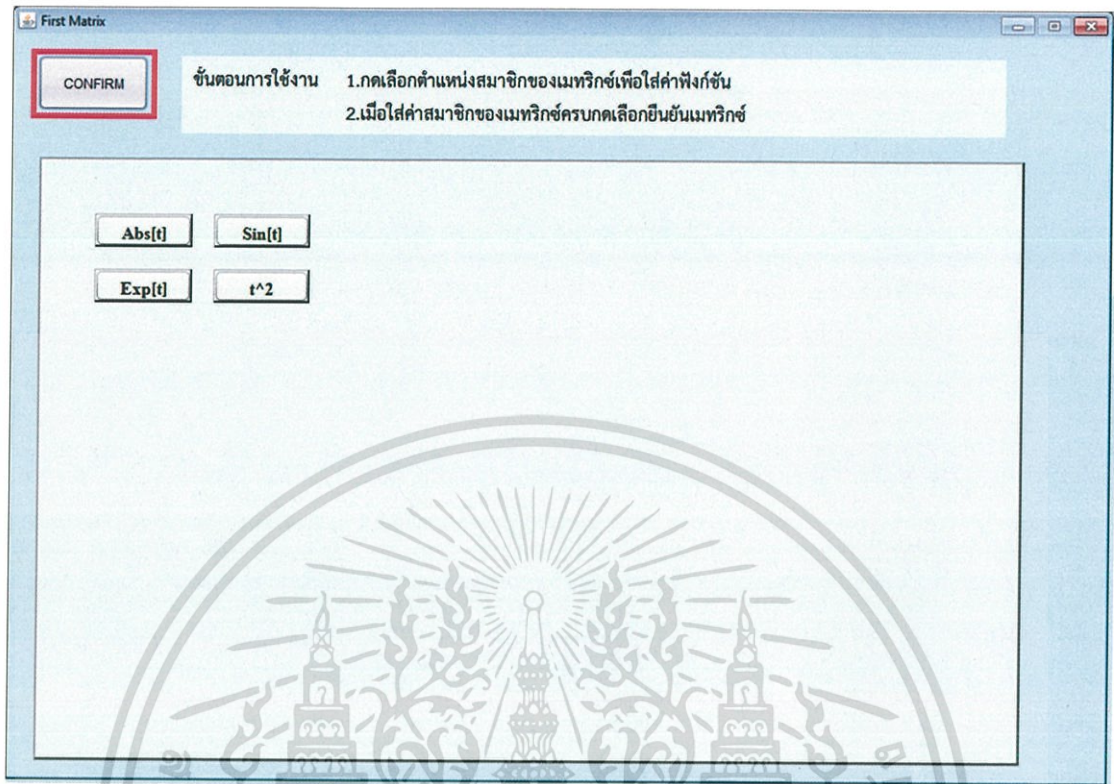 First Matrix
CONFIRM
ขั้นตอนการใช้งาน 1.กดเลือกตำแหน่งสมาชิกของเมทริกซ์เพื่อใส่ค่าฟังก์ชัน
2.เมื่อใส่ค่าสมาชิกของเมทริกซ์ครบกดเลือกยืนยันเมทริกซ์
Abs[t] Sin[t]
Exp[t] t^2